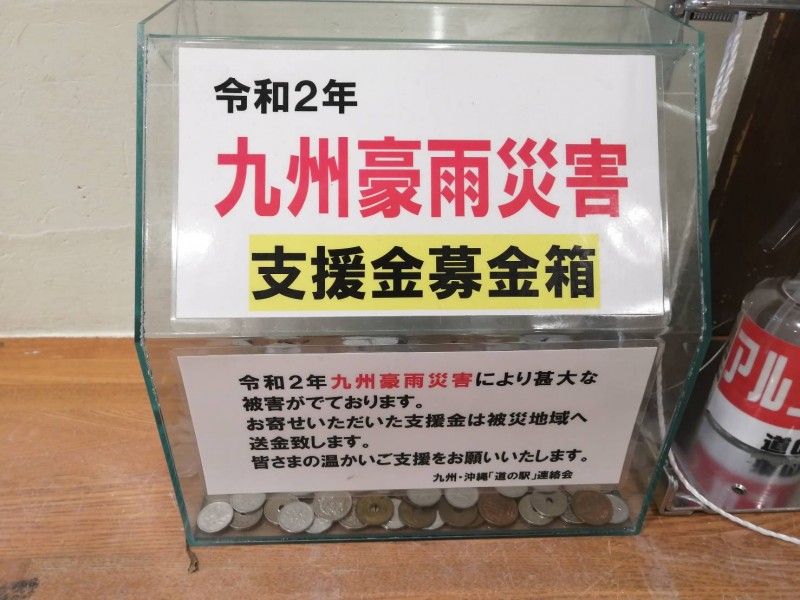 令和2年
九州豪雨災害
支援金募金箱
令和2年九州豪雨災害により甚大な
被害がでております。
お寄せいただいた支援金は被災地域へ
送金致します。
皆さまの温かいご支援をお願いいたします。
九州・沖縄「道の駅」連絡会
アル
道の